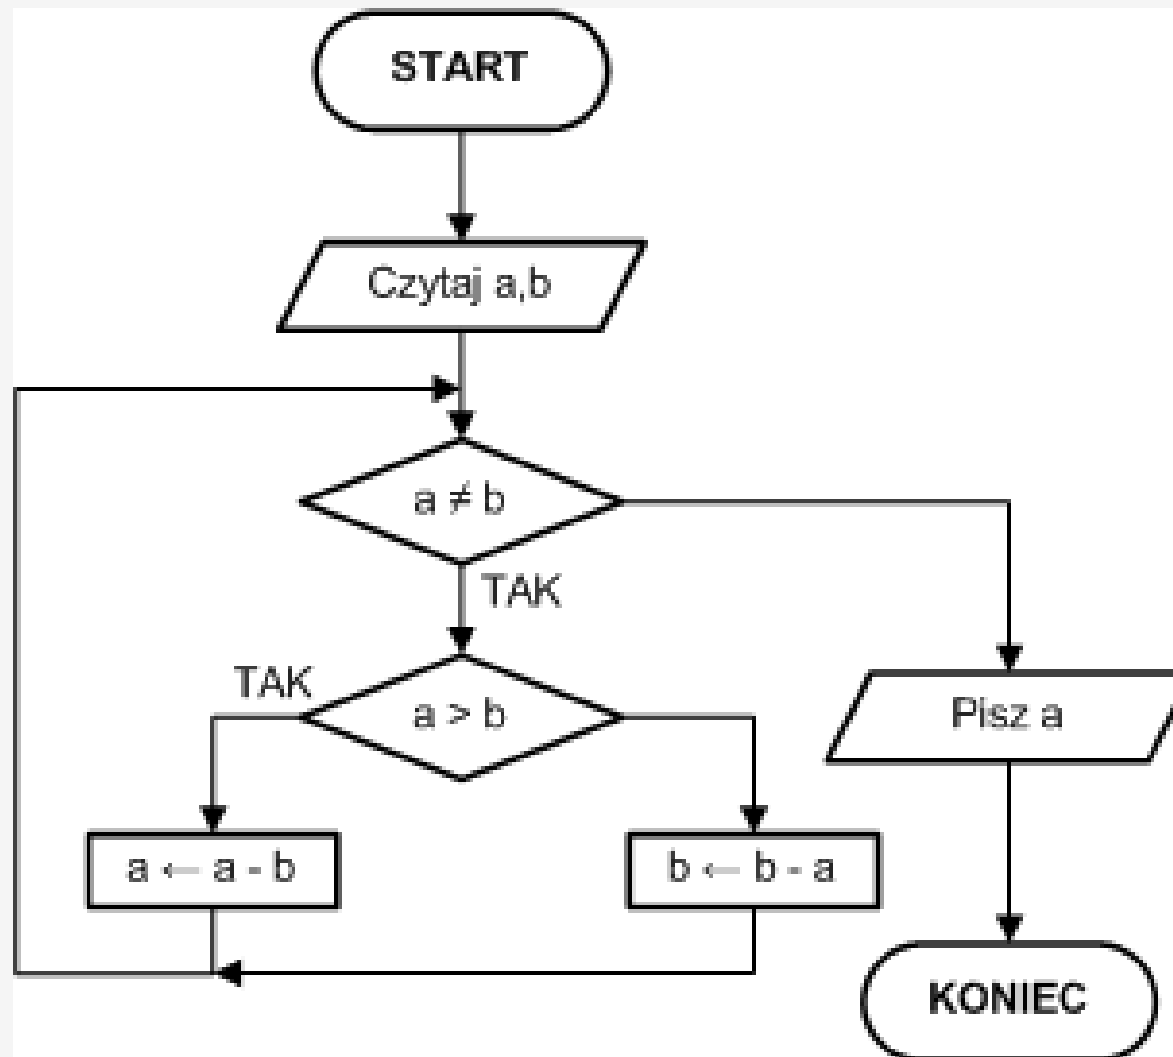 START
Czytaj a,b
a ≠ b
TAK
TAK
a > b
Pisz a
a ← a - b
b ← b - a
KONIEC